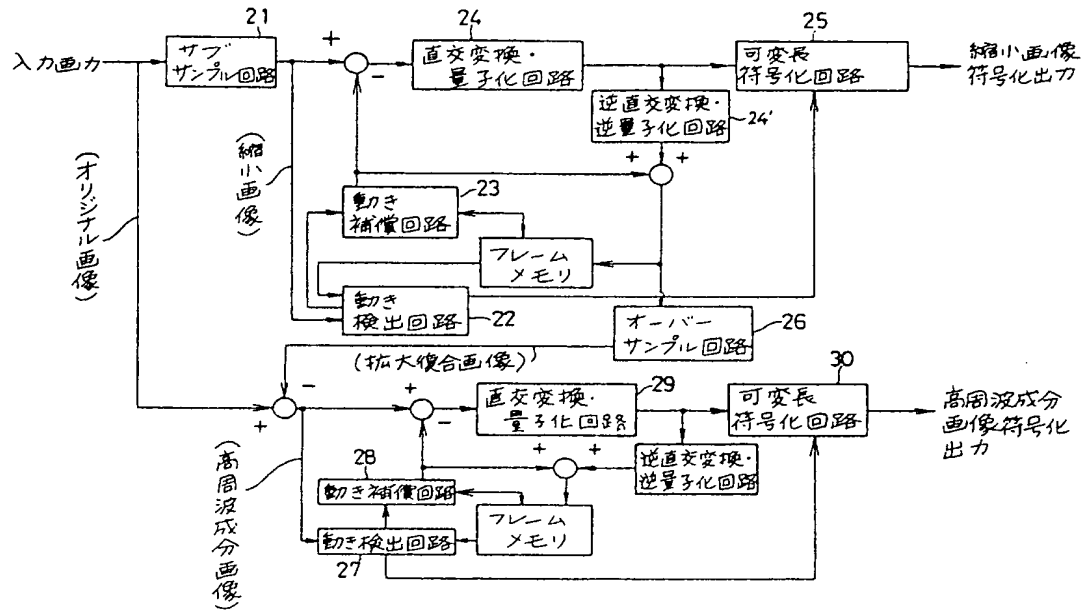 21
24
25
入力画力
サブ
サンプル回路
+
-
直交変換・
量子化回路
可変長
符号化回路
縮小画像
符号化出力
逆直交変換・
逆量子化回路
24'
+
+
(オリジナル画像)
(縮小画像)
23
動き
補償回路
フレーム
メモリ
動き
検出回路
22
オーバー
サンプル回路
26
(拡大復合画像)
29
30
-
+
+
-
直交変換・
量子化回路
可変長
符号化回路
高周波成分
画像符号化
出力
(高周波成分画像)
28
+
+
逆直交変換・
逆量子化回路
動き補償回路
フレーム
メモリ
動き検出回路
27